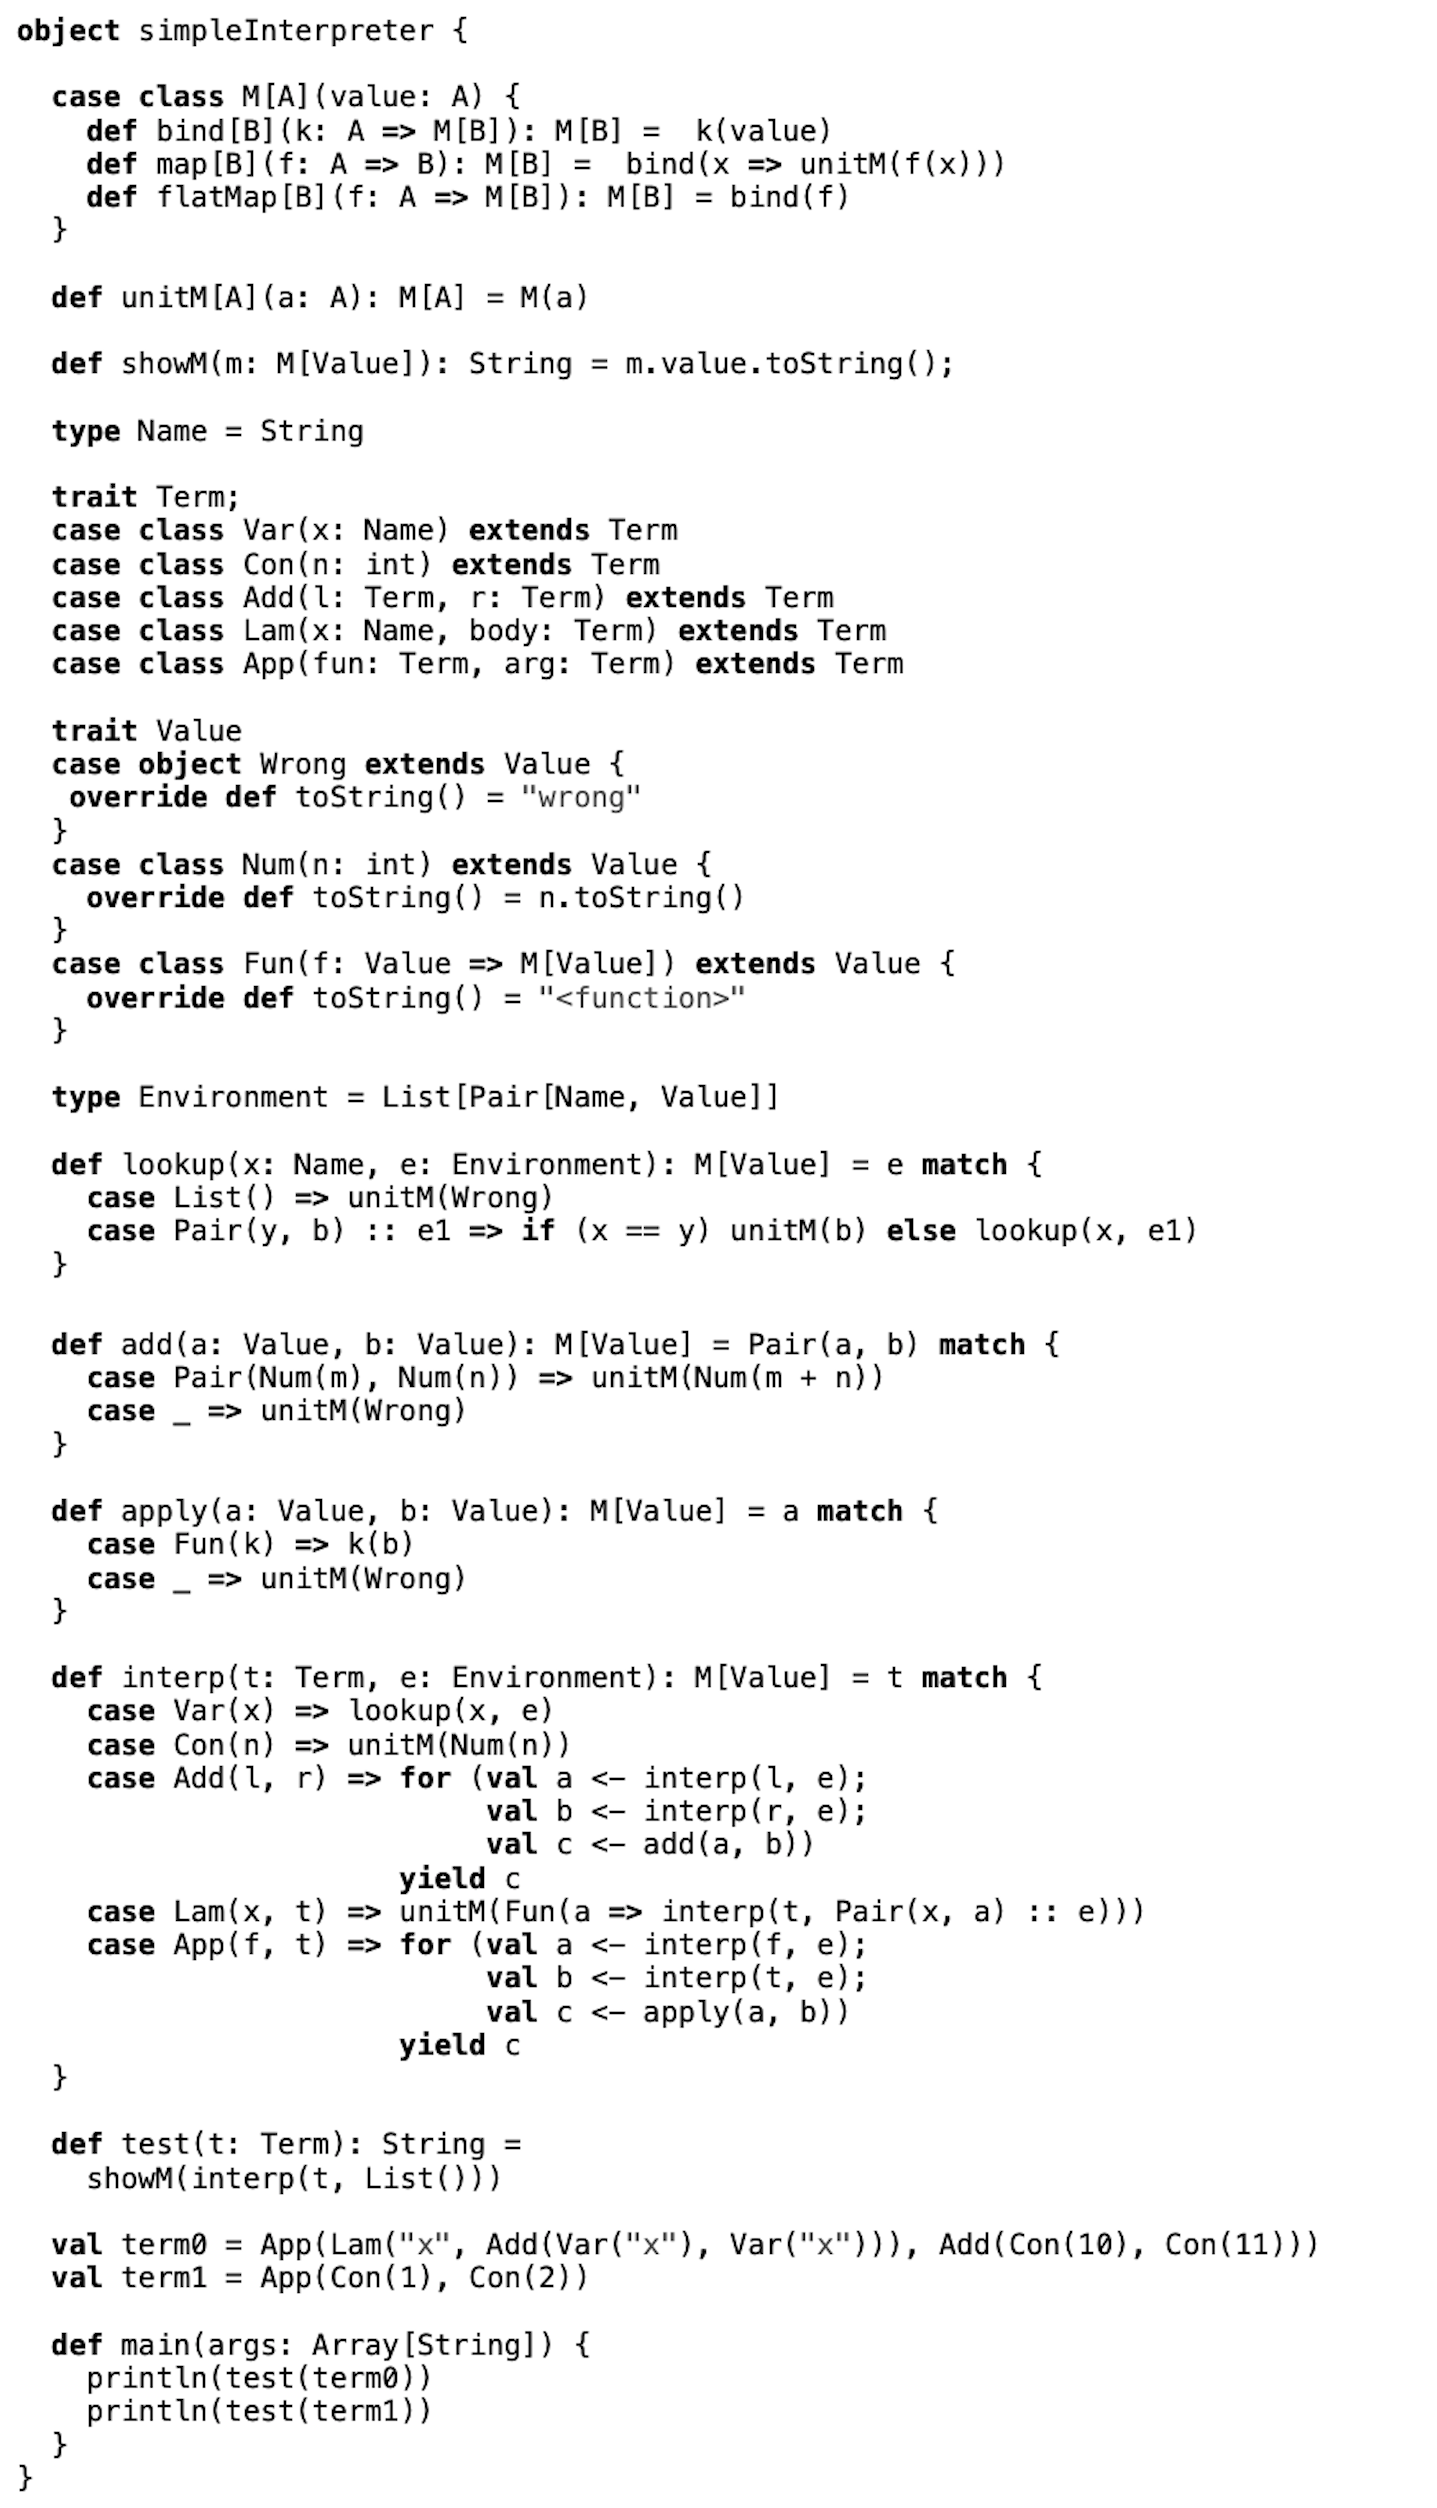 object simpleInterpreter {
  case class M[A](value: A) {
    def bind[B](k: A => M[B]): M[B] =  k(value)
    def map[B](f: A => B): M[B] =  bind(x => unitM(f(x)))
    def flatMap[B](f: A => M[B]): M[B] = bind(f)
  }
  def unitM[A](a: A): M[A] = M(a)
  def showM(m: M[Value]): String = m.value.toString();
  type Name = String
  trait Term;
  case class Var(x: Name) extends Term
  case class Con(n: int) extends Term
  case class Add(l: Term, r: Term) extends Term
  case class Lam(x: Name, body: Term) extends Term
  case class App(fun: Term, arg: Term) extends Term
  trait Value
  case object Wrong extends Value {
   override def toString() = "wrong"
  }
  case class Num(n: int) extends Value {
    override def toString() = n.toString()
  }
  case class Fun(f: Value => M[Value]) extends Value {
    override def toString() = "<function>"
  }
  type Environment = List[Pair[Name, Value]]
  def lookup(x: Name, e: Environment): M[Value] = e match {
    case List() => unitM(Wrong)
    case Pair(y, b) :: e1 => if (x == y) unitM(b) else lookup(x, e1)
  }
  def add(a: Value, b: Value): M[Value] = Pair(a, b) match {
    case Pair(Num(m), Num(n)) => unitM(Num(m + n))
    case _ => unitM(Wrong)
  }
  def apply(a: Value, b: Value): M[Value] = a match {
    case Fun(k) => k(b)
    case _ => unitM(Wrong)
  }
  def interp(t: Term, e: Environment): M[Value] = t match {
    case Var(x) => lookup(x, e)
    case Con(n) => unitM(Num(n))
    case Add(l, r) => for (val a <- interp(l, e);
                           val b <- interp(r, e);
                           val c <- add(a, b))
                      yield c
    case Lam(x, t) => unitM(Fun(a => interp(t, Pair(x, a) :: e)))
    case App(f, t) => for (val a <- interp(f, e);
                           val b <- interp(t, e);
                           val c <- apply(a, b))
                      yield c
  }
  def test(t: Term): String =
    showM(interp(t, List()))
  val term0 = App(Lam("x", Add(Var("x"), Var("x"))), Add(Con(10), Con(11)))
  val term1 = App(Con(1), Con(2))
  def main(args: Array[String]) {
    println(test(term0))
    println(test(term1))
  }
}